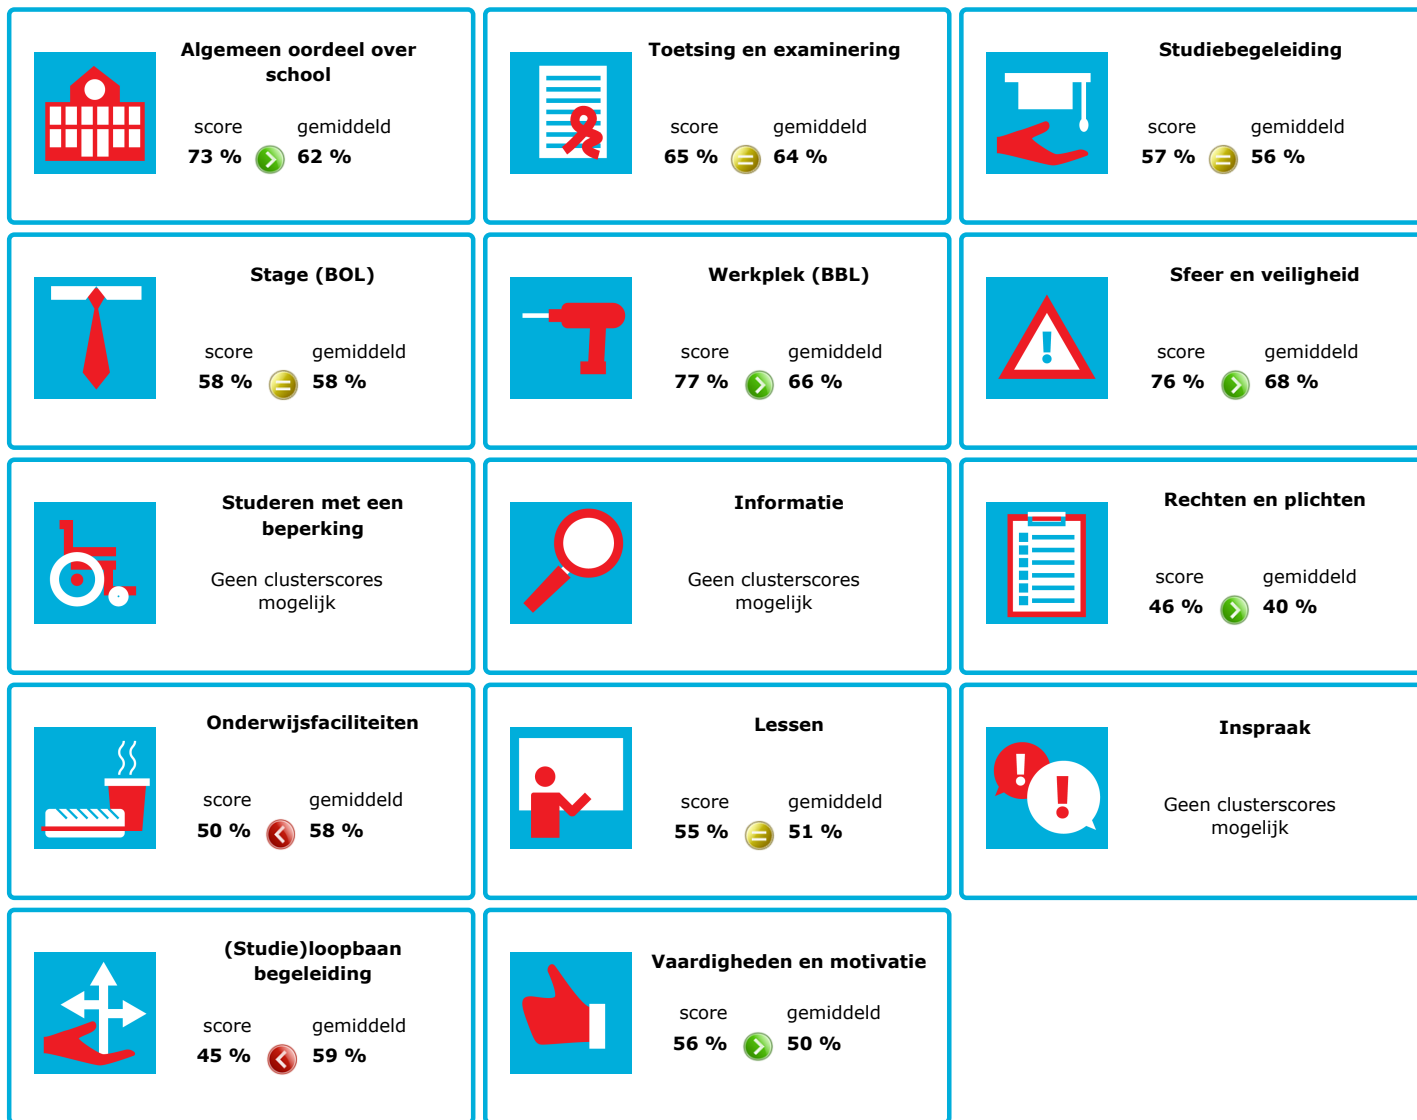 Algemeen oordeel over
school
score gemiddeld
73 % 62 %
Toetsing en examinering
score gemiddeld
65 % = 64 %
Studiebegeleiding
score gemiddeld
57 % = 56 %
Stage (BOL)
score gemiddeld
58 % = 58 %
Werkplek (BBL)
score gemiddeld
77 % 66 %
Sfeer en veiligheid
!
score gemiddeld
76 % 68 %
Studeren met een
beperking
Geen clusterscores
mogelijk
Informatie
Geen clusterscores
mogelijk
Rechten en plichten
score gemiddeld
46 % 40 %
Onderwijsfaciliteiten
score gemiddeld
50 % 58 %
Lessen
score gemiddeld
55 % = 51 %
Inspraak
! !
Geen clusterscores
mogelijk
(Studie)loopbaan
begeleiding
score gemiddeld
45 % 59 %
Vaardigheden en motivatie
score gemiddeld
56 % 50 %